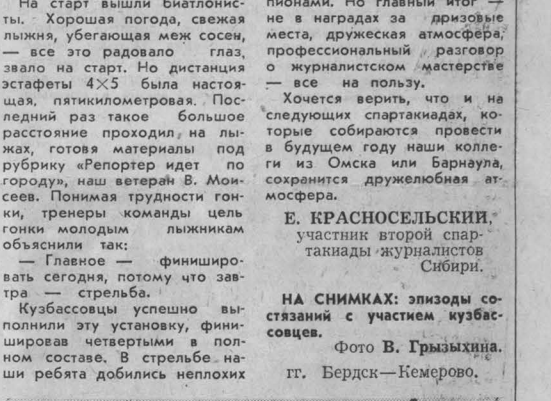 На старт вышли биатлонис-
ты. Хорошая погода, свежая
лыжня, убегающая меж сосен,
— все это радовало глаз,
звало на старт. Но дистанция
эстафеты 4×5 была настоя-
щая, пятикилометровая. Пос-
ледний раз такое большое
расстояние проходил на лы-
жах, готовя материалы под
рубрику «Репортер идет по
городу», наш ветеран В. Мои-
сеев. Понимая трудности гон-
ки, тренеры команды цель
гонки молодым лыжникам
объяснили так:
— Главное — финиширо-
вать сегодня, потому что зав-
тра — стрельба.
Кузбассовцы успешно вы-
полнили эту установку, фини-
шировав четвертыми в пол-
ном составе. В стрельбе на-
ши ребята добились неплохих
пионами. Но главный итог —
не в наградах за призовые
места, дружеская атмосфера,
профессиональный разговор
о журналистском мастерстве
— все на пользу.
Хочется верить, что и на
следующих спартакиадах, ко-
торые собираются провести
в будущем году наши колле-
ги из Омска или Барнаула,
сохранится дружелюбная ат-
мосфера.
Е. КРАСНОСЕЛЬСКИЙ,
участник второй спар-
такиады журналистов
Сибири.
НА СНИМКАХ: эпизоды со-
стязаний с участием кузбас-
совцев.
Фото В. Грызыхина.
гг. Бердск—Кемерово.